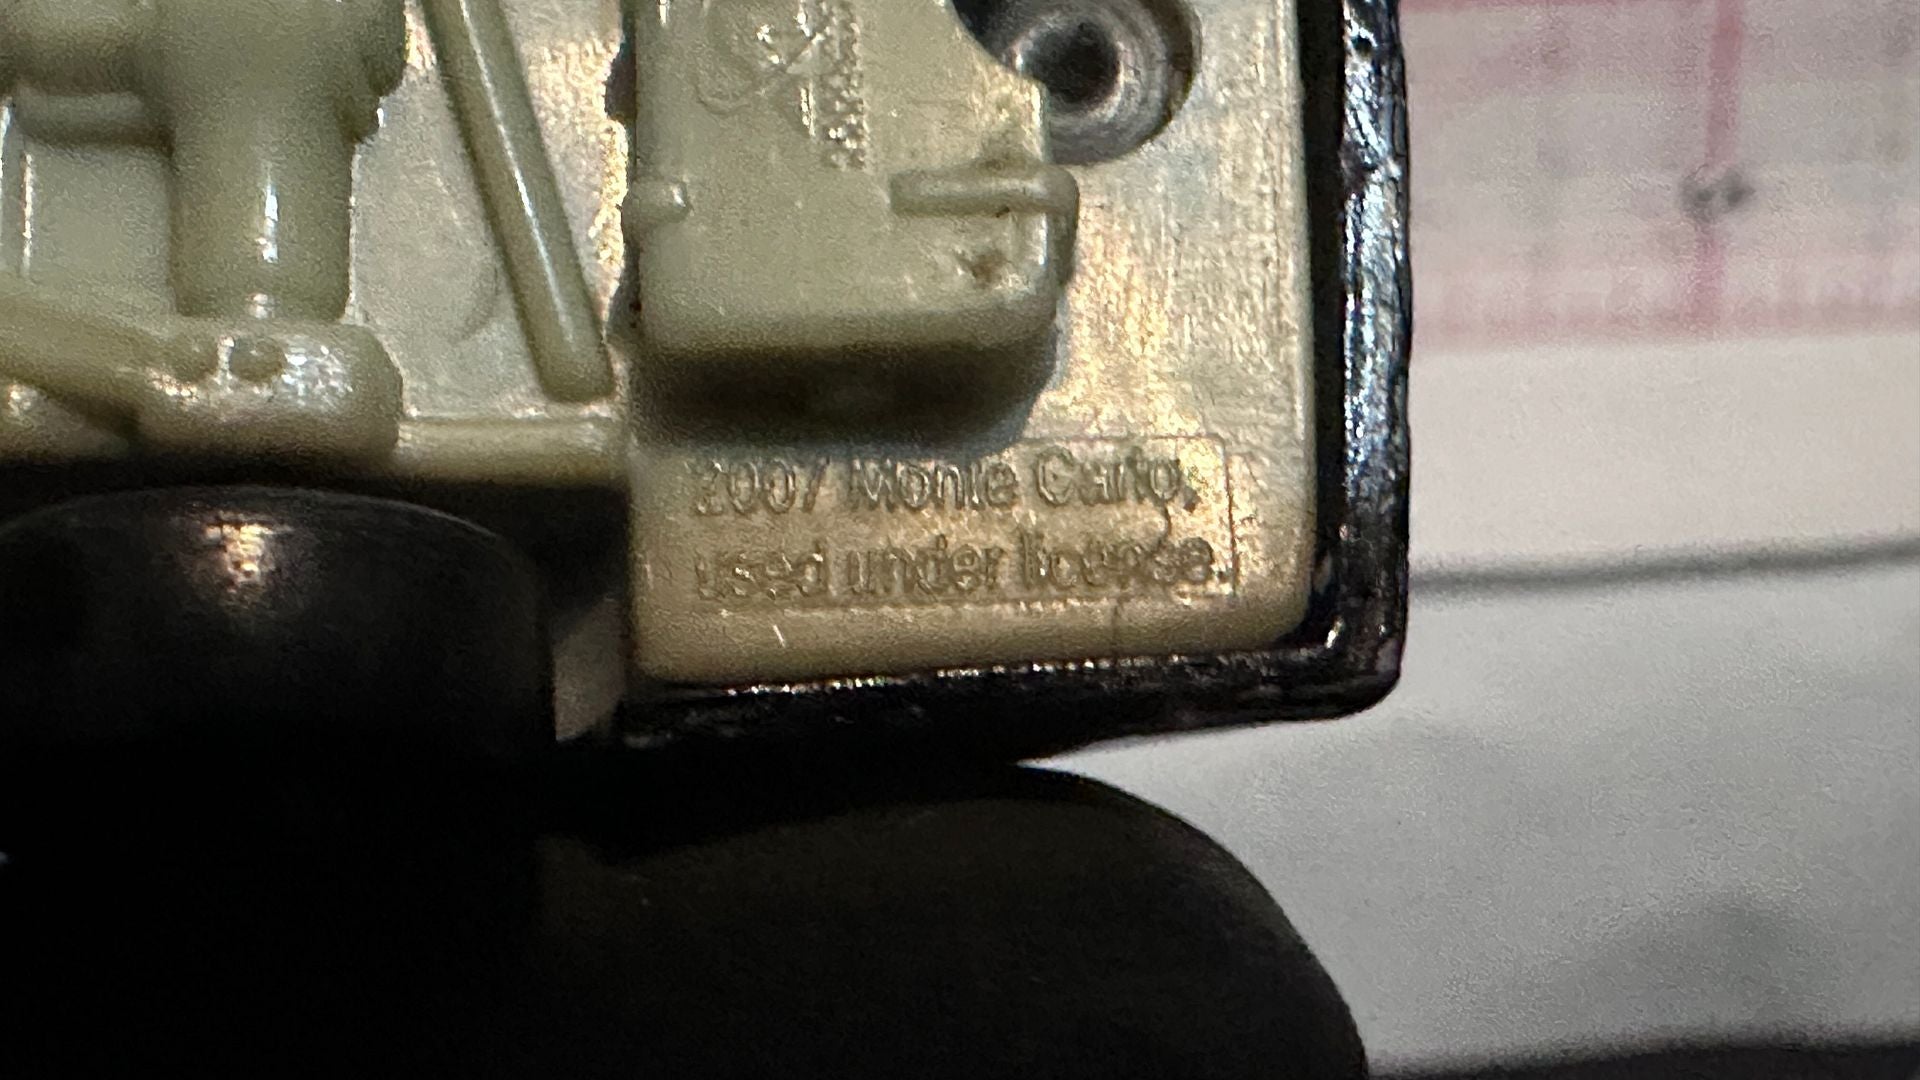 2007 Monte Carlo,
used under license.